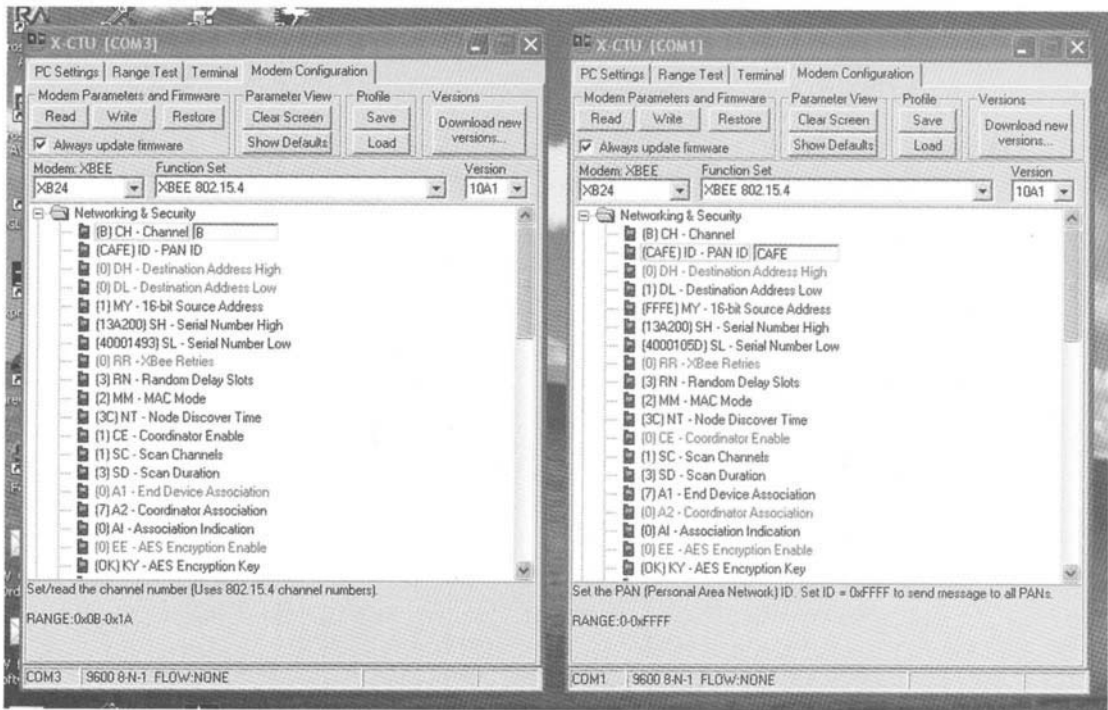 X-CTU [COM3]
PC Settings Range Test Terminal Modem Configuration
Modem Parameters and Firmware Parameter View Profile Versions
Read Write Restore Clear Screen Save Download new versions...
Always update firmware Show Defaults Load
Modem: XBEE Function Set Version
XB24 XBEE 802.15.4 10A1
Networking & Security
(B) CH - Channel B
(CAFE) ID - PAN ID
(0) DH - Destination Address High
(0) DL - Destination Address Low
(1) MY - 16-bit Source Address
(13A200) SH - Serial Number High
(40001493) SL - Serial Number Low
(0) RR - XBee Retries
(3) RN - Random Delay Slots
(2) MM - MAC Mode
(3C) NT - Node Discover Time
(1) CE - Coordinator Enable
(1) SC - Scan Channels
(3) SD - Scan Duration
(0) A1 - End Device Association
(7) A2 - Coordinator Association
(0) AI - Association Indication
(0) EE - AES Encryption Enable
(OK) KY - AES Encryption Key
Set/read the channel number (Uses 802.15.4 channel numbers).
RANGE:0x0B-0x1A
COM3 9600 8-N-1 FLOW:NONE
X-CTU [COM1]
PC Settings Range Test Terminal Modem Configuration
Modem Parameters and Firmware Parameter View Profile Versions
Read Write Restore Clear Screen Save Download new versions...
Always update firmware Show Defaults Load
Modem: XBEE Function Set Version
XB24 XBEE 802.15.4 10A1
Networking & Security
(B) CH - Channel
(CAFE) ID - PAN ID CAFE
(0) DH - Destination Address High
(1) DL - Destination Address Low
(FFFE) MY - 16-bit Source Address
(13A200) SH - Serial Number High
(4000105D) SL - Serial Number Low
(0) RR - XBee Retries
(3) RN - Random Delay Slots
(2) MM - MAC Mode
(3C) NT - Node Discover Time
(0) CE - Coordinator Enable
(1) SC - Scan Channels
(3) SD - Scan Duration
(7) A1 - End Device Association
(0) A2 - Coordinator Association
(0) AI - Association Indication
(0) EE - AES Encryption Enable
(OK) KY - AES Encryption Key
Set the PAN (Personal Area Network) ID. Set ID = 0xFFFF to send message to all PANs.
RANGE:0-0xFFFF
COM1 9600 8-N-1 FLOW:NONE